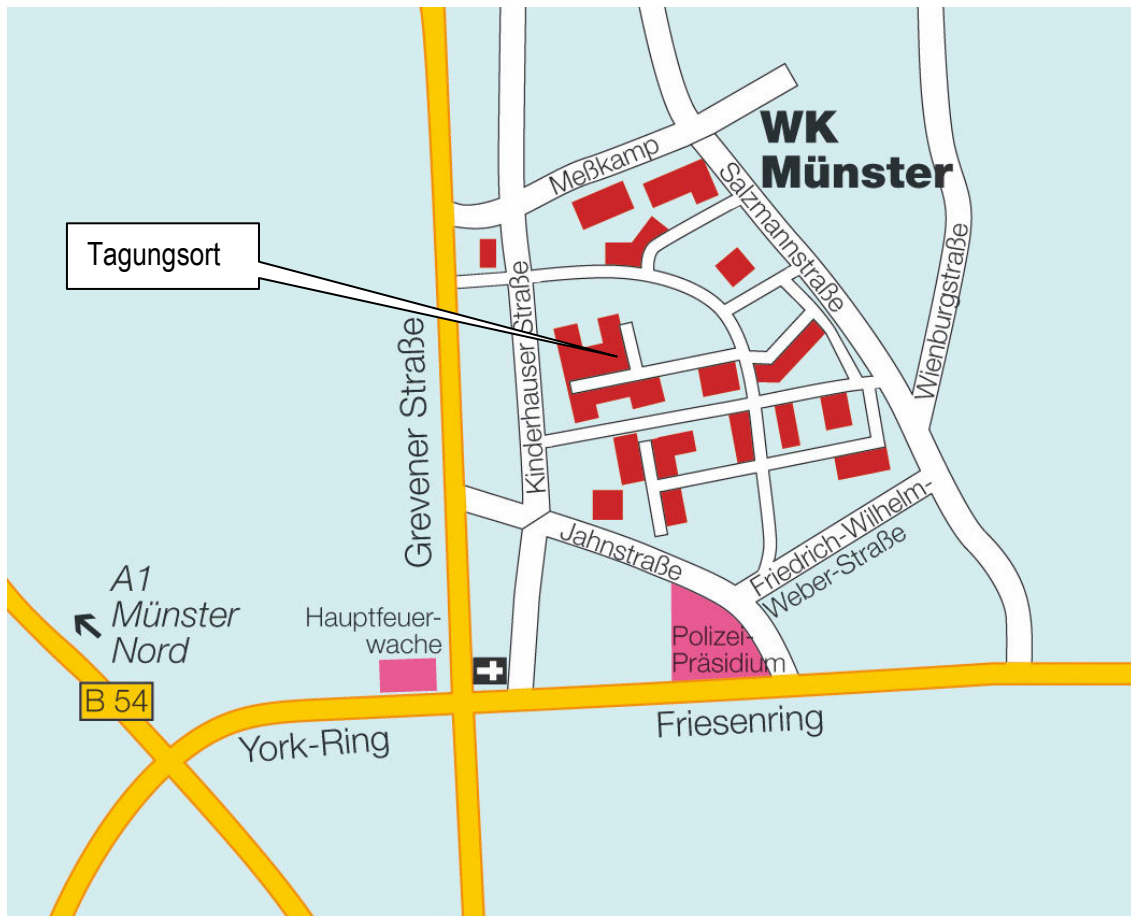 WK
Münster
Meßkamp
Salzmannstraße
Tagungsort
Kinderhauser Straße
Wienburgstraße
Grevener Straße
Jahnstraße
Friedrich-Wilhelm-
Weber-Straße
A1
Münster
Nord
Hauptfeuer-
wache
Polizei-
Präsidium
B 54
York-Ring
Friesenring